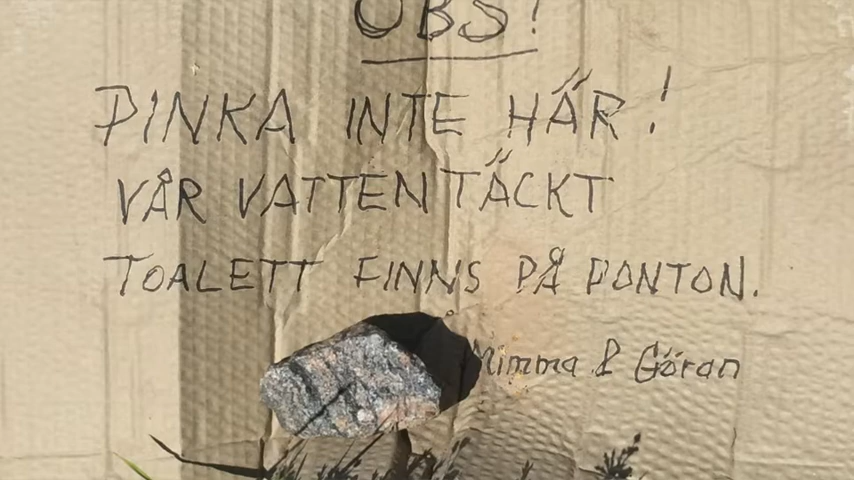 OBS!
PINKA INTE HÄR!
VÅR VATTENTÄCKT
TOALETT FINNS PÅ PONTON.
Mimma & Göran